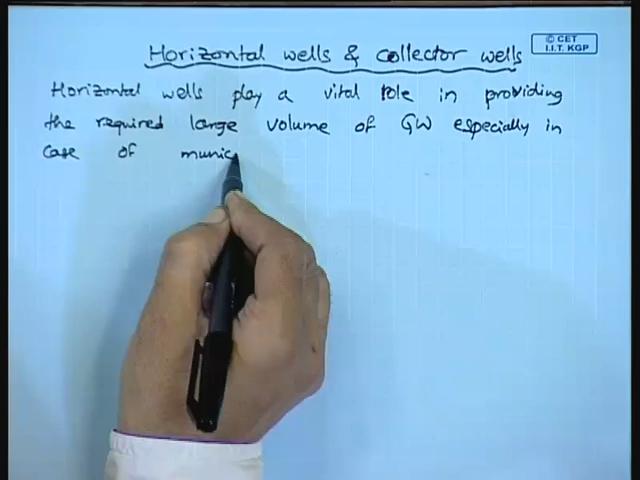 Horizontal wells & collector wells
© CET
I.I.T. KGP
Horizontal wells play a vital role in providing
the required large volume of GW especially in
case of munic